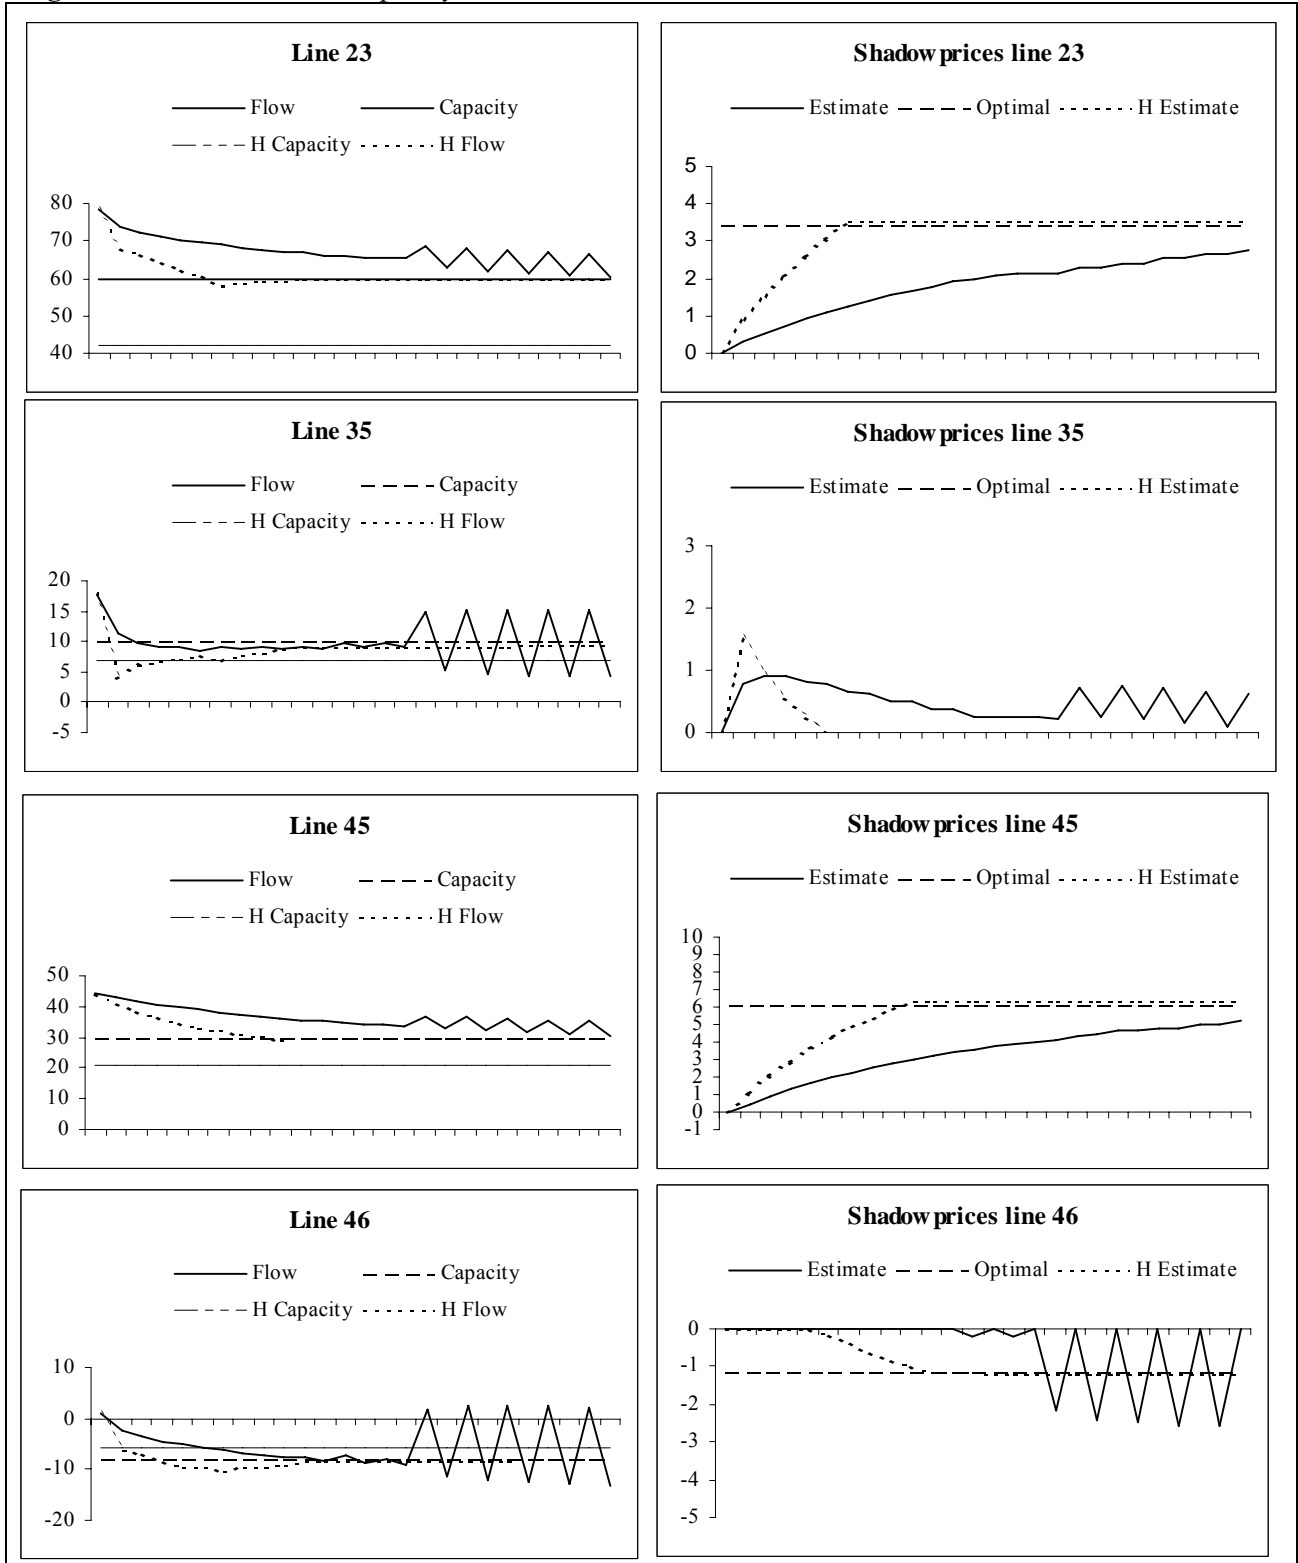 Line 23
Flow Capacity
H Capacity H Flow
80
70
60
50
40
Shadow prices line 23
Estimate Optimal H Estimate
5
4
3
2
1
0
Line 35
Flow Capacity
H Capacity H Flow
20
15
10
5
0
-5
Shadow prices line 35
Estimate Optimal H Estimate
3
2
1
0
Line 45
Flow Capacity
H Capacity H Flow
50
40
30
20
10
0
Shadow prices line 45
Estimate Optimal H Estimate
10
9
8
7
6
5
4
3
2
1
0
-1
Line 46
Flow Capacity
H Capacity H Flow
10
0
-10
-20
Shadow prices line 46
Estimate Optimal H Estimate
0
-1
-2
-3
-4
-5